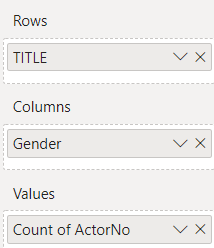 Rows
TITLE
Columns
Gender
Values
Count of ActorNo